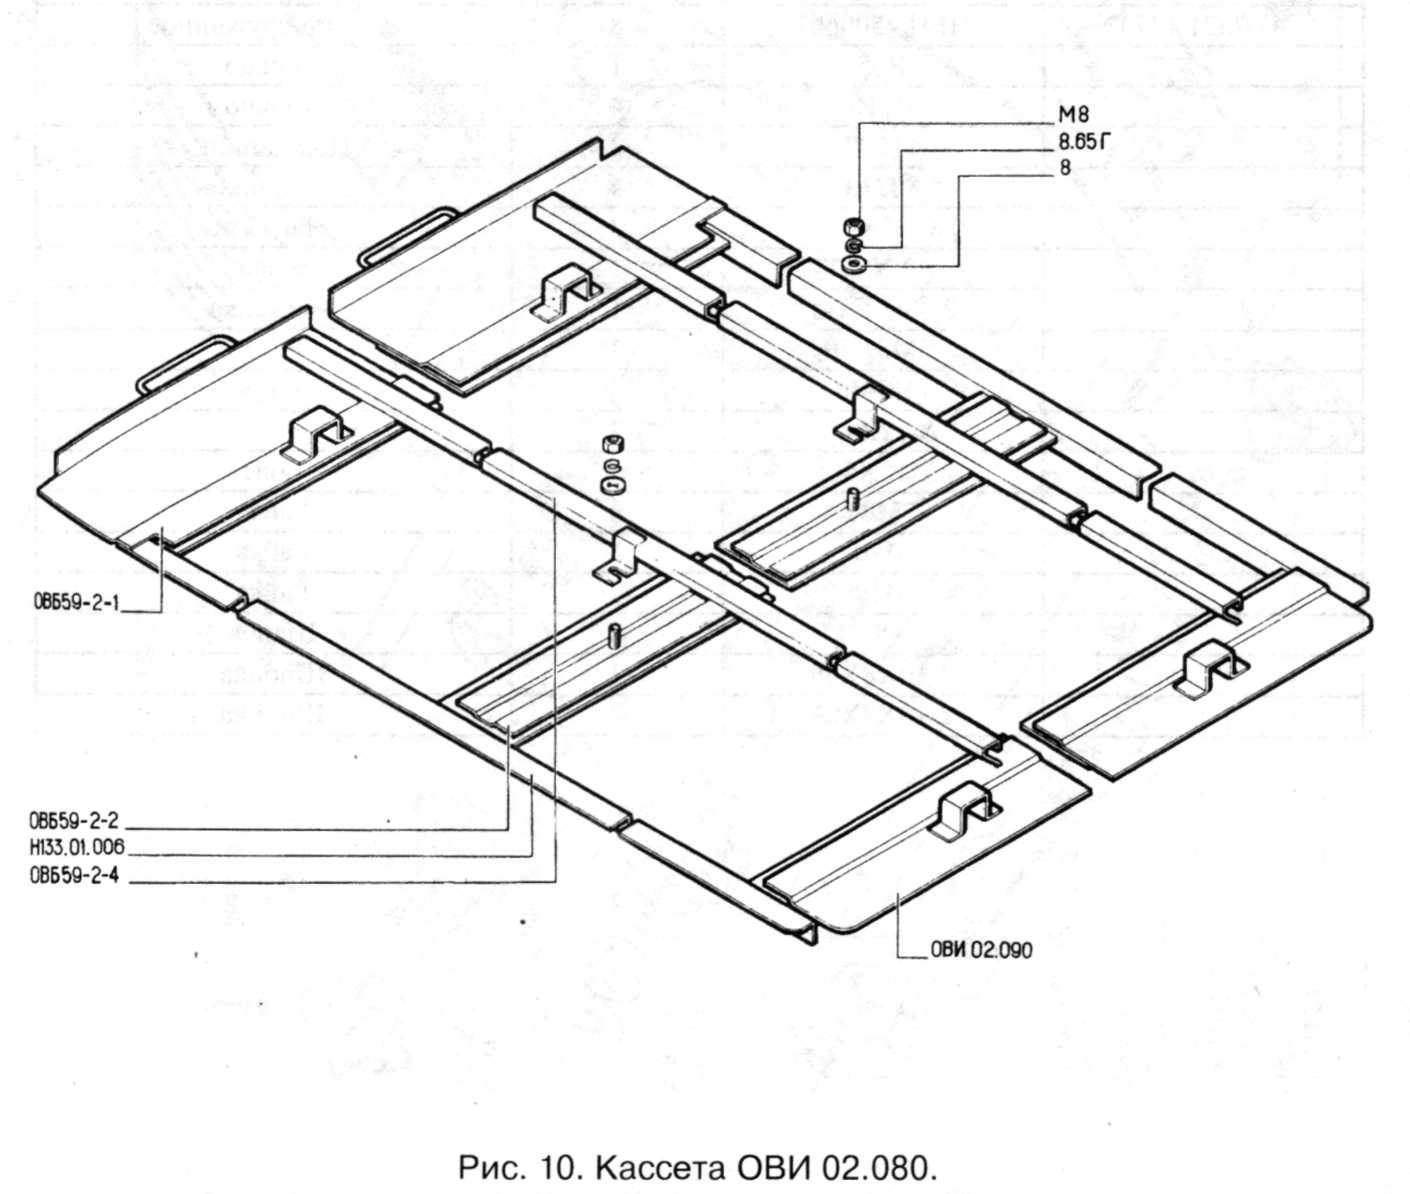 М8
8.65Г
8
ОВБ59-2-1
ОВБ59-2-2
Н133.01.006
ОВБ59-2-4
ОВИ 02.090
Рис. 10. Кассета ОВИ 02.080.